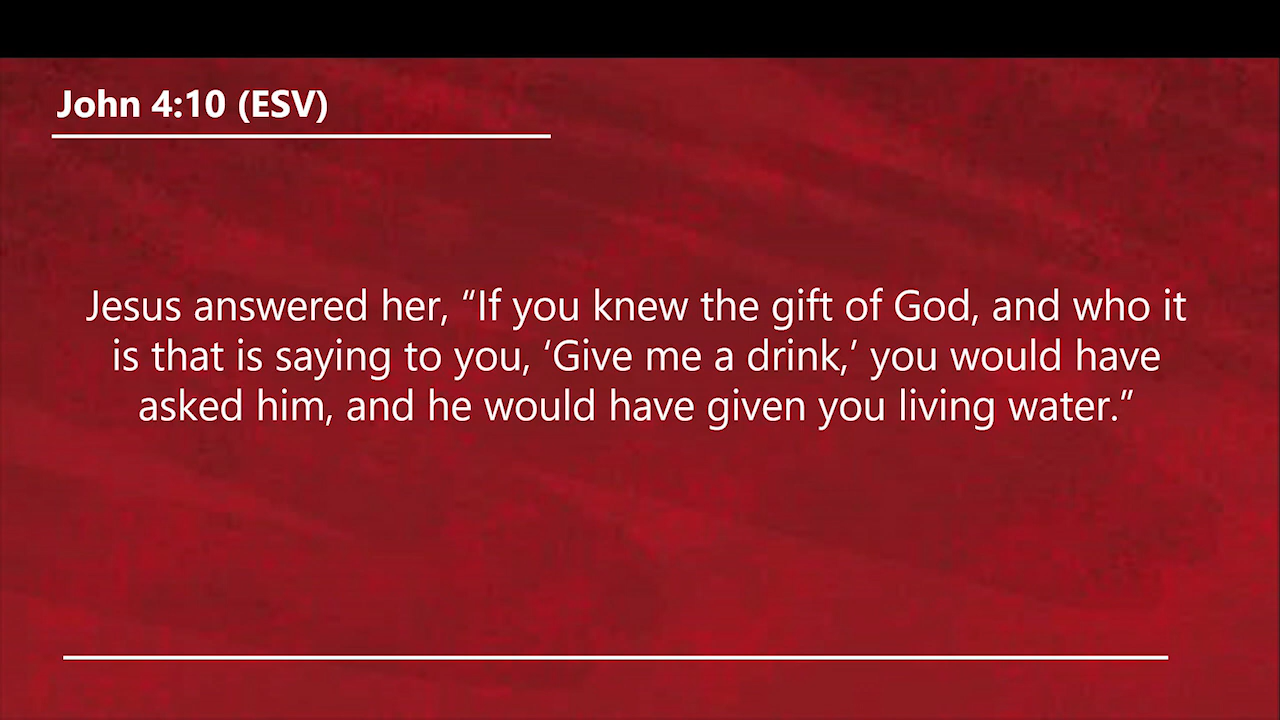 John 4:10 (ESV)
Jesus answered her, “If you knew the gift of God, and who it
is that is saying to you, ‘Give me a drink,’ you would have
asked him, and he would have given you living water.”